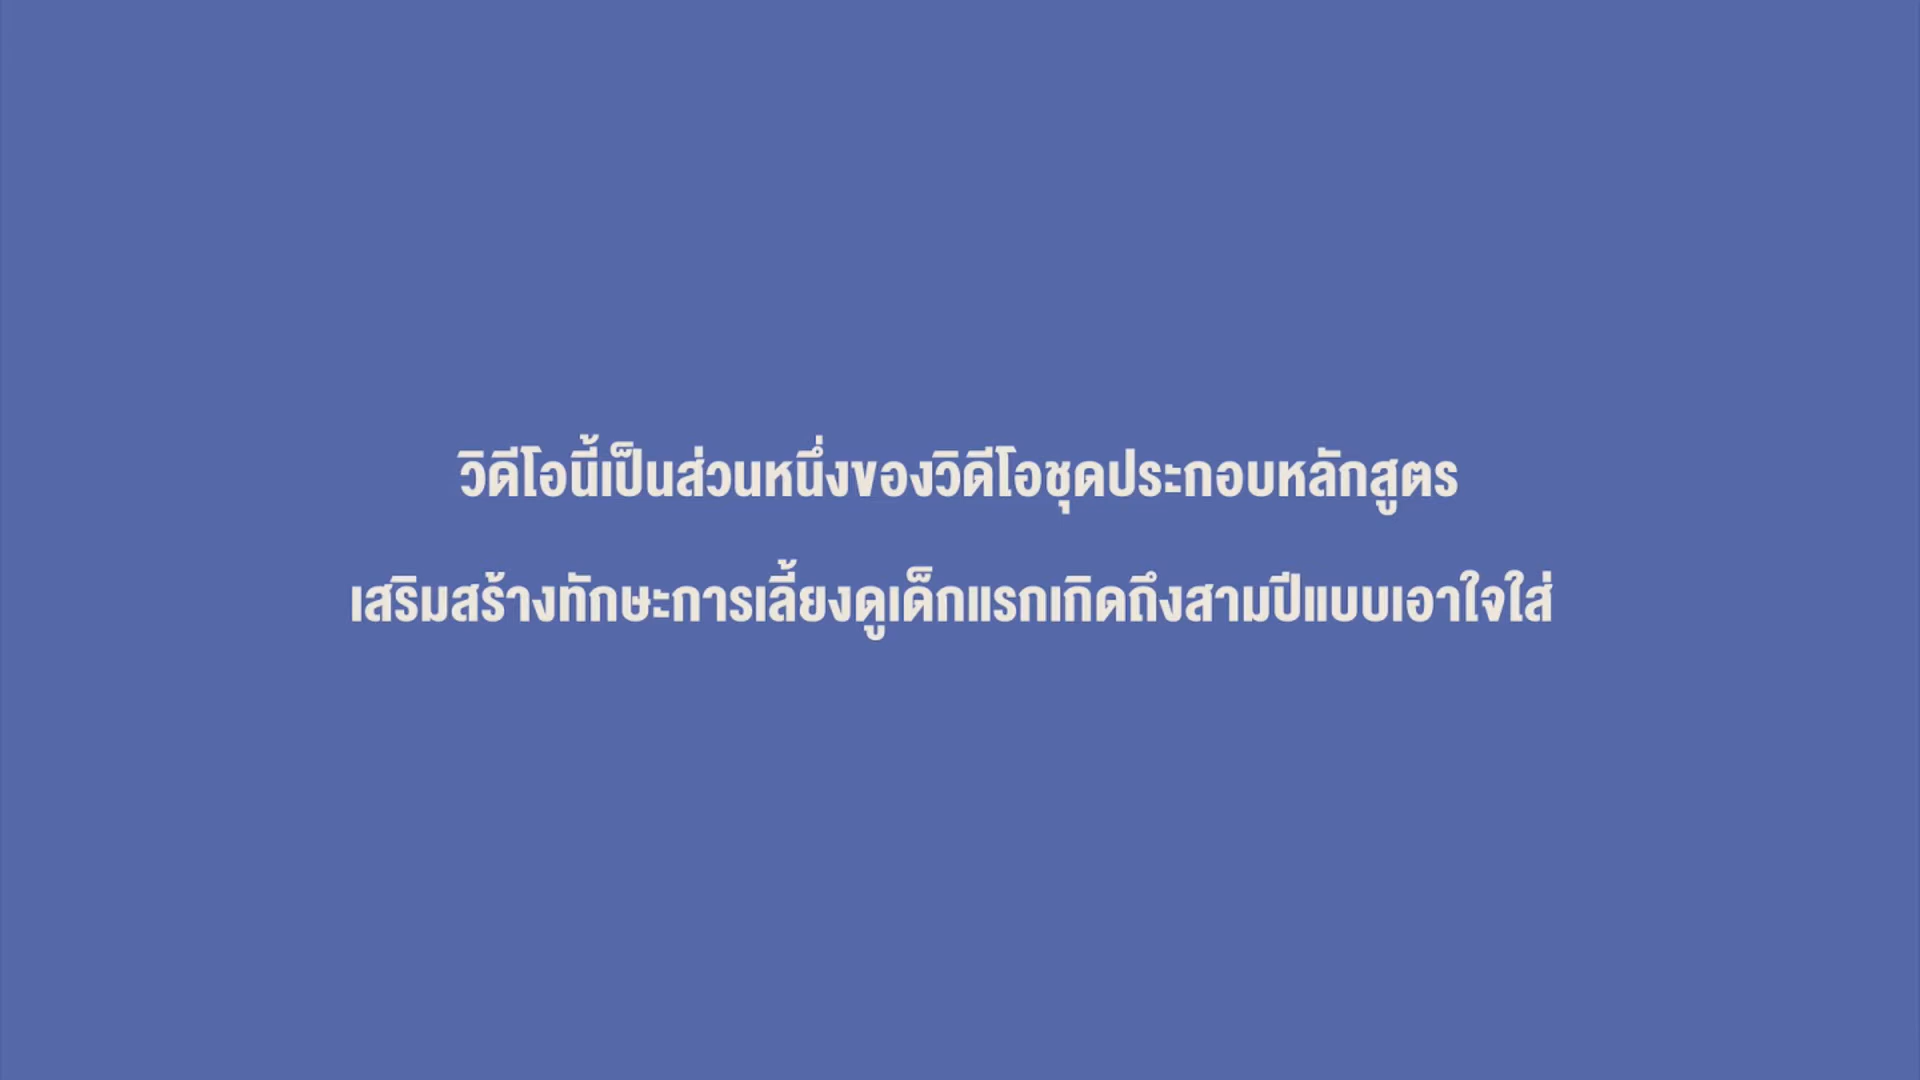 วิดีโอนี้เป็นส่วนหนึ่งของวิดีโอชุดประกอบหลักสูตร
เสริมสร้างทักษะการเลี้ยงดูเด็กแรกเกิดถึงสามปีแบบเอาใจใส่